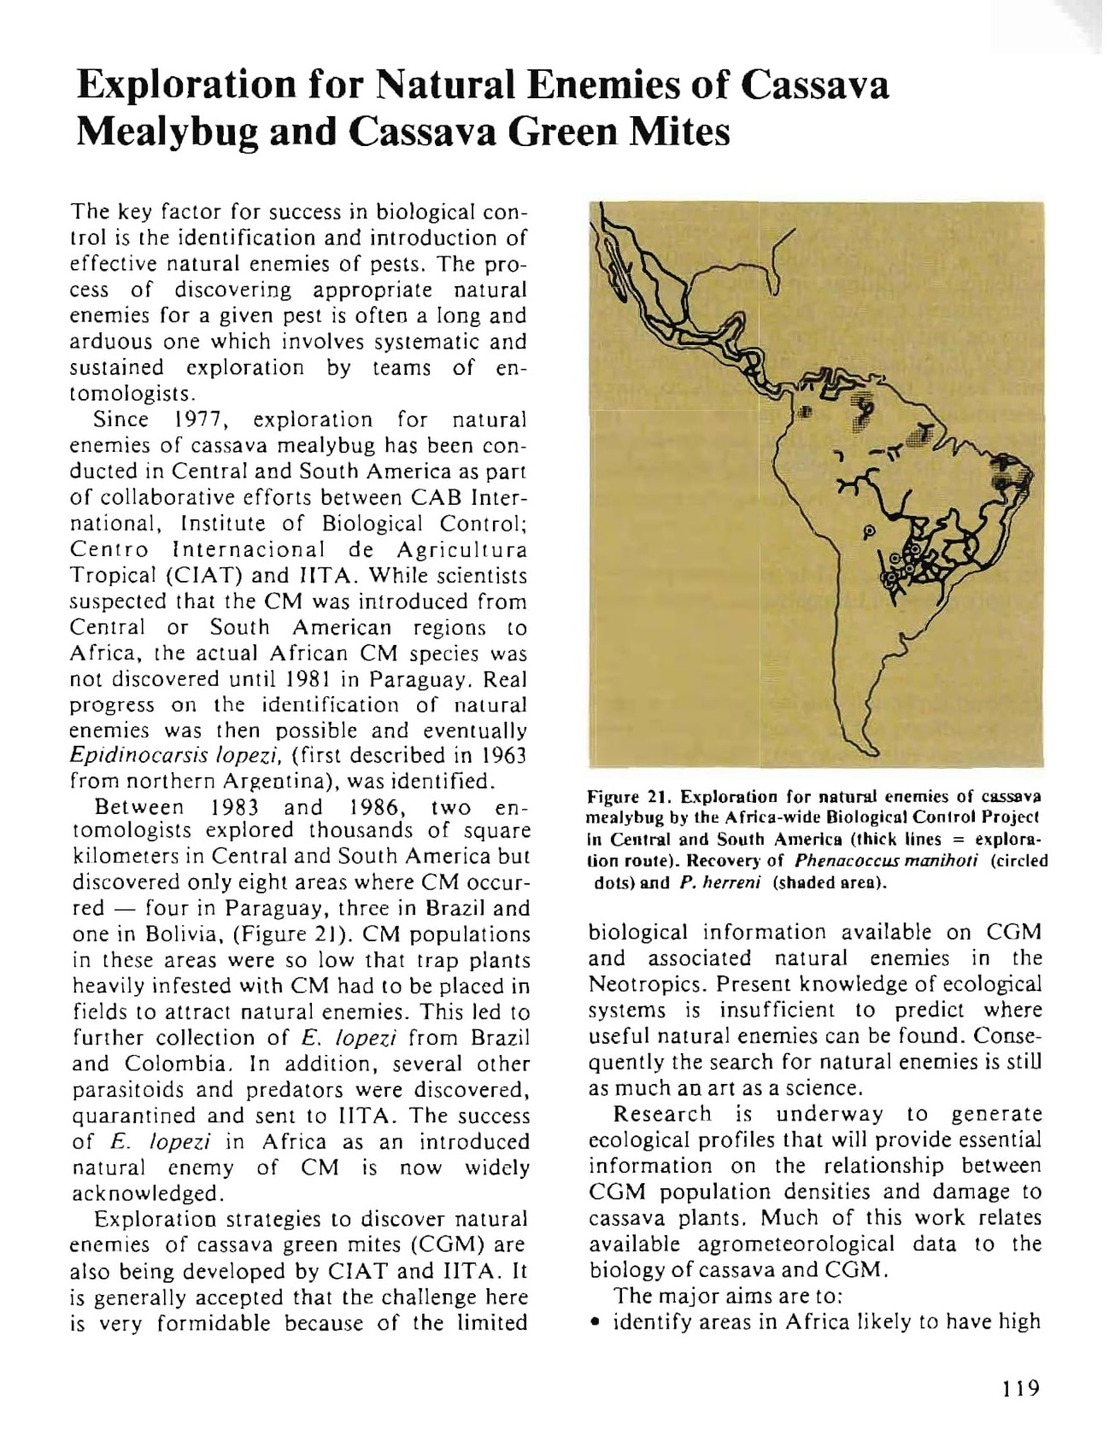 Exploration for Natural Enemies of Cassava
Mealybug and Cassava Green Mites
The key factor for success in biological con-
trol is the identification and introduction of
effective natural enemies of pests. The pro-
cess of discovering appropriate natural
enemies for a given pest is often a long and
arduous one which involves systematic and
sustained exploration by teams of en-
tomologists.
Since 1977, exploration for natural
enemies of cassava mealybug has been con-
ducted in Central and South America as part
of collaborative efforts between CAB Inter-
national, Institute of Biological Control;
Centro Internacional de Agricultura
Tropical (CIAT) and IITA. While scientists
suspected that the CM was introduced from
Central or South American regions to
Africa, the actual African CM species was
not discovered until 1981 in Paraguay. Real
progress on the identification of natural
enemies was then possible and eventually
Epidinocarsis lopezi, (first described in 1963
from northern Argentina), was identified.
Between 1983 and 1986, two en-
tomologists explored thousands of square
kilometers in Central and South America but
discovered only eight areas where CM occur-
red — four in Paraguay, three in Brazil and
one in Bolivia, (Figure 21). CM populations
in these areas were so low that trap plants
heavily infested with CM had to be placed in
fields to attract natural enemies. This led to
further collection of E. lopezi from Brazil
and Colombia. In addition, several other
parasitoids and predators were discovered,
quarantined and sent to IITA. The success
of E. lopezi in Africa as an introduced
natural enemy of CM is now widely
acknowledged.
Exploration strategies to discover natural
enemies of cassava green mites (CGM) are
also being developed by CIAT and IITA. It
is generally accepted that the challenge here
is very formidable because of the limited
Figure 21. Exploration for natural enemies of cassava
mealybug by the Africa-wide Biological Control Project
in Central and South America (thick lines = explora-
tion route). Recovery of Phenacoccus manihoti (circled
dots) and P. herreni (shaded area).
biological information available on CGM
and associated natural enemies in the
Neotropics. Present knowledge of ecological
systems is insufficient to predict where
useful natural enemies can be found. Conse-
quently the search for natural enemies is still
as much an art as a science.
Research is underway to generate
ecological profiles that will provide essential
information on the relationship between
CGM population densities and damage to
cassava plants. Much of this work relates
available agrometeorological data to the
biology of cassava and CGM.
The major aims are to:
• identify areas in Africa likely to have high
119